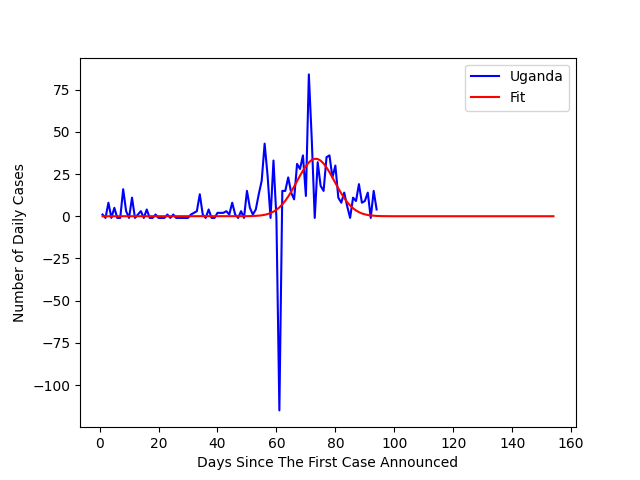 Uganda
Fit
75
50
25
0
−25
−50
−75
−100
Number of Daily Cases
0 20 40 60 80 100 120 140 160
Days Since The First Case Announced